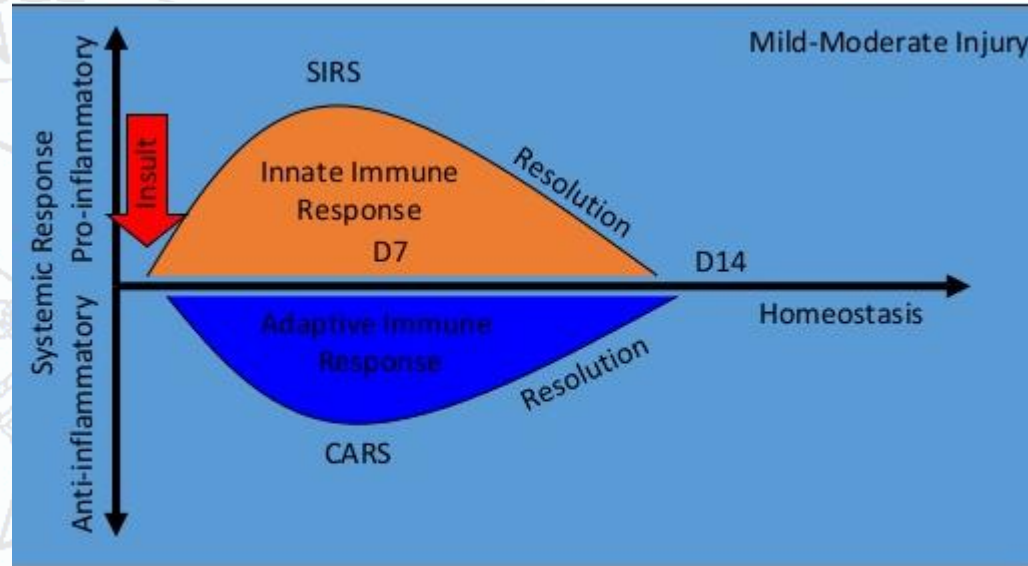 Mild-Moderate Injury
SIRS
Systemic Response
Pro-inflammatory
Anti-inflammatory
Insult
Innate Immune
Response
D7
Resolution
D14
Homeostasis
Adaptive Immune
Response
Resolution
CARS